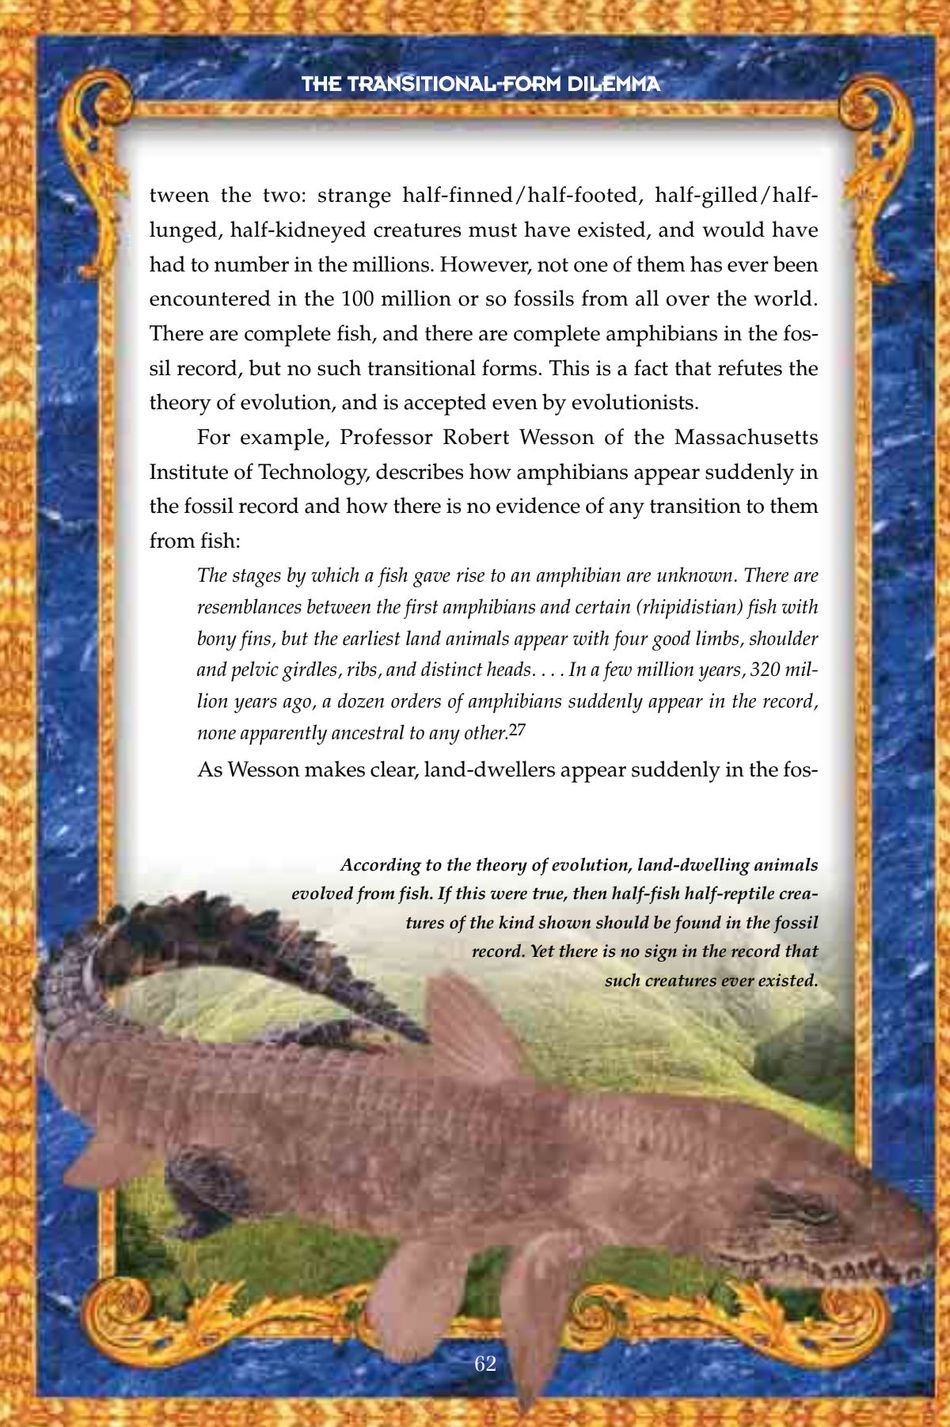 THE TRANSITIONAL-FORM DILEMMA
tween the two: strange half-finned/half-footed, half-gilled/half-
lunged, half-kidneyed creatures must have existed, and would have
had to number in the millions. However, not one of them has ever been
encountered in the 100 million or so fossils from all over the world.
There are complete fish, and there are complete amphibians in the fos-
sil record, but no such transitional forms. This is a fact that refutes the
theory of evolution, and is accepted even by evolutionists.
For example, Professor Robert Wesson of the Massachusetts
Institute of Technology, describes how amphibians appear suddenly in
the fossil record and how there is no evidence of any transition to them
from fish:
The stages by which a fish gave rise to an amphibian are unknown. There are
resemblances between the first amphibians and certain (rhipidistian) fish with
bony fins, but the earliest land animals appear with four good limbs, shoulder
and pelvic girdles, ribs, and distinct heads. . . . In a few million years, 320 mil-
lion years ago, a dozen orders of amphibians suddenly appear in the record,
none apparently ancestral to any other.27
As Wesson makes clear, land-dwellers appear suddenly in the fos-
According to the theory of evolution, land-dwelling animals
evolved from fish. If this were true, then half-fish half-reptile crea-
tures of the kind shown should be found in the fossil
record. Yet there is no sign in the record that
such creatures ever existed.
62